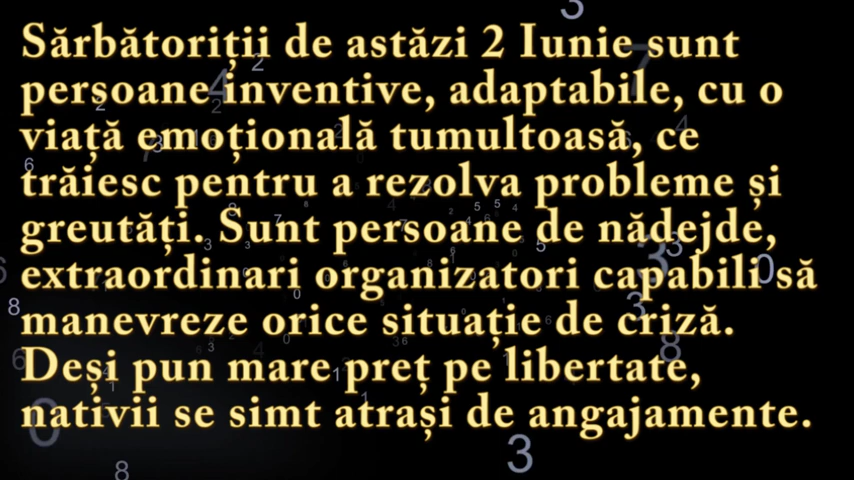 Sărbătoriții de astăzi 2 Iunie sunt
persoane inventive, adaptabile, cu o
viață emoțională tumultoasă, ce
trăiesc pentru a rezolva probleme și
greutăți. Sunt persoane de nădejde,
extraordinari organizatori capabili să
manevreze orice situație de criză.
Deși pun mare preț pe libertate,
nativii se simt atrași de angajamente.